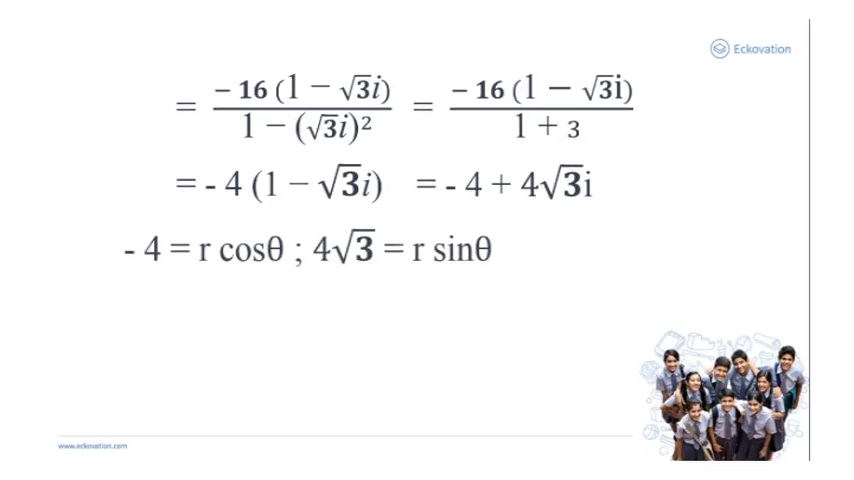 Eckovation
= − 16 (1 − √3i) / 1 − (√3i)² = − 16 (1 − √3i) / 1 + 3
= - 4 (1 − √3i) = - 4 + 4√3i
- 4 = r cosθ ; 4√3 = r sinθ
www.eckovation.com